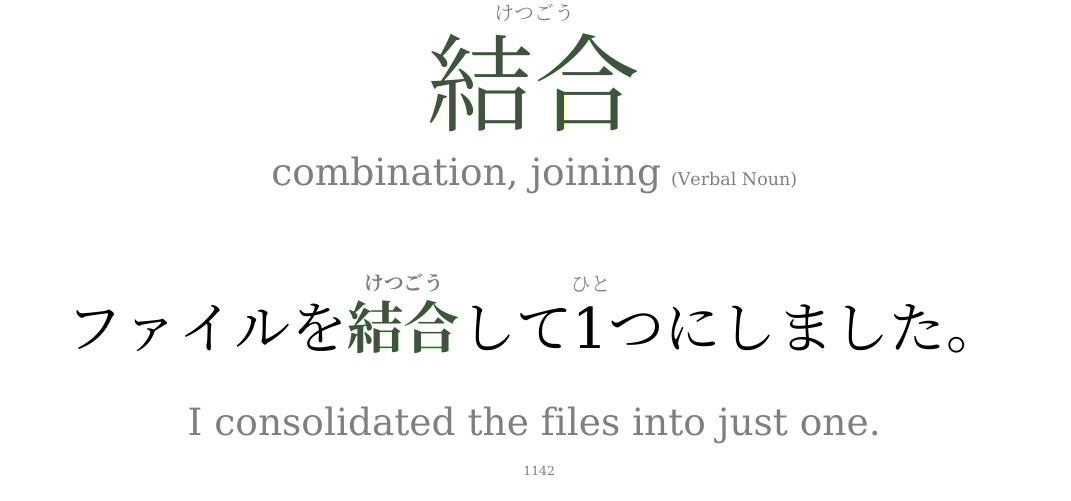 けつごう
結合
combination, joining (Verbal Noun)
けつごう ひと
ファイルを結合して1つにしました。
I consolidated the files into just one.
1142